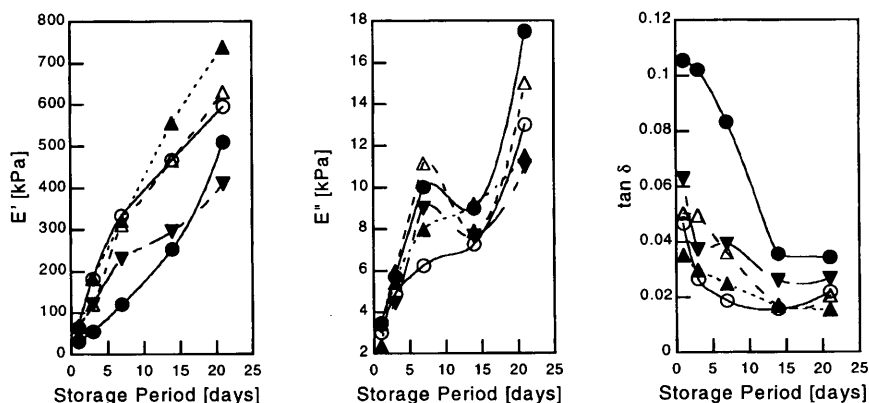 800
700
600
500
400
300
200
100
0
E' [kPa]
0 5 10 15 20 25
Storage Period [days]
18
16
14
12
10
8
6
4
2
E" [kPa]
0 5 10 15 20 25
Storage Period [days]
0.12
0.1
0.08
0.06
0.04
0.02
0
tan δ
0 5 10 15 20 25
Storage Period [days]